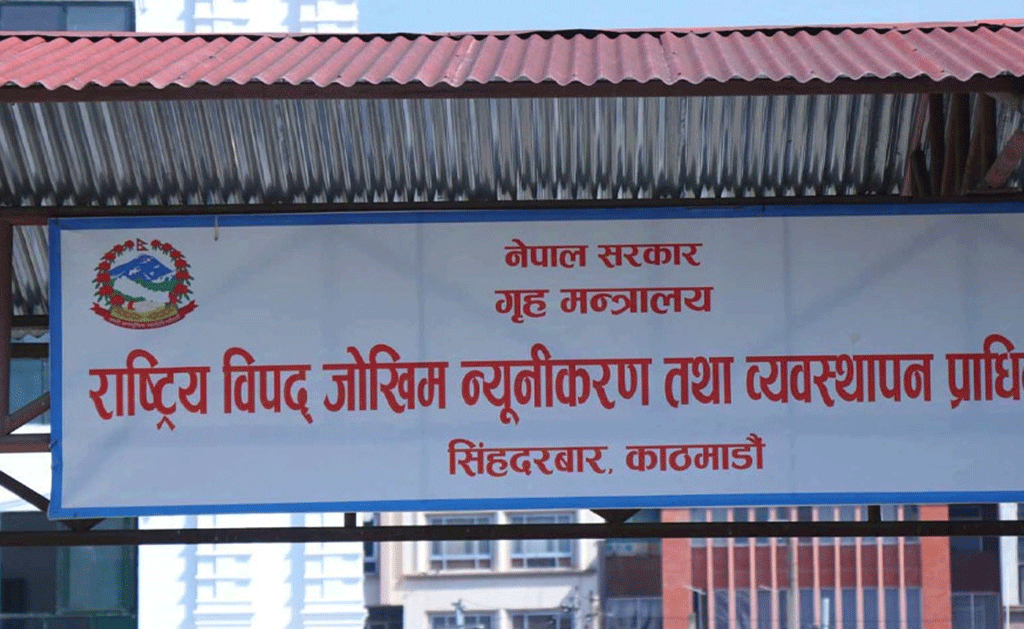 नेपाल सरकार
गृह मन्त्रालय
राष्ट्रिय विपद् जोखिम न्यूनीकरण तथा व्यवस्थापन प्राधि
सिंहदरबार, काठमाडौं